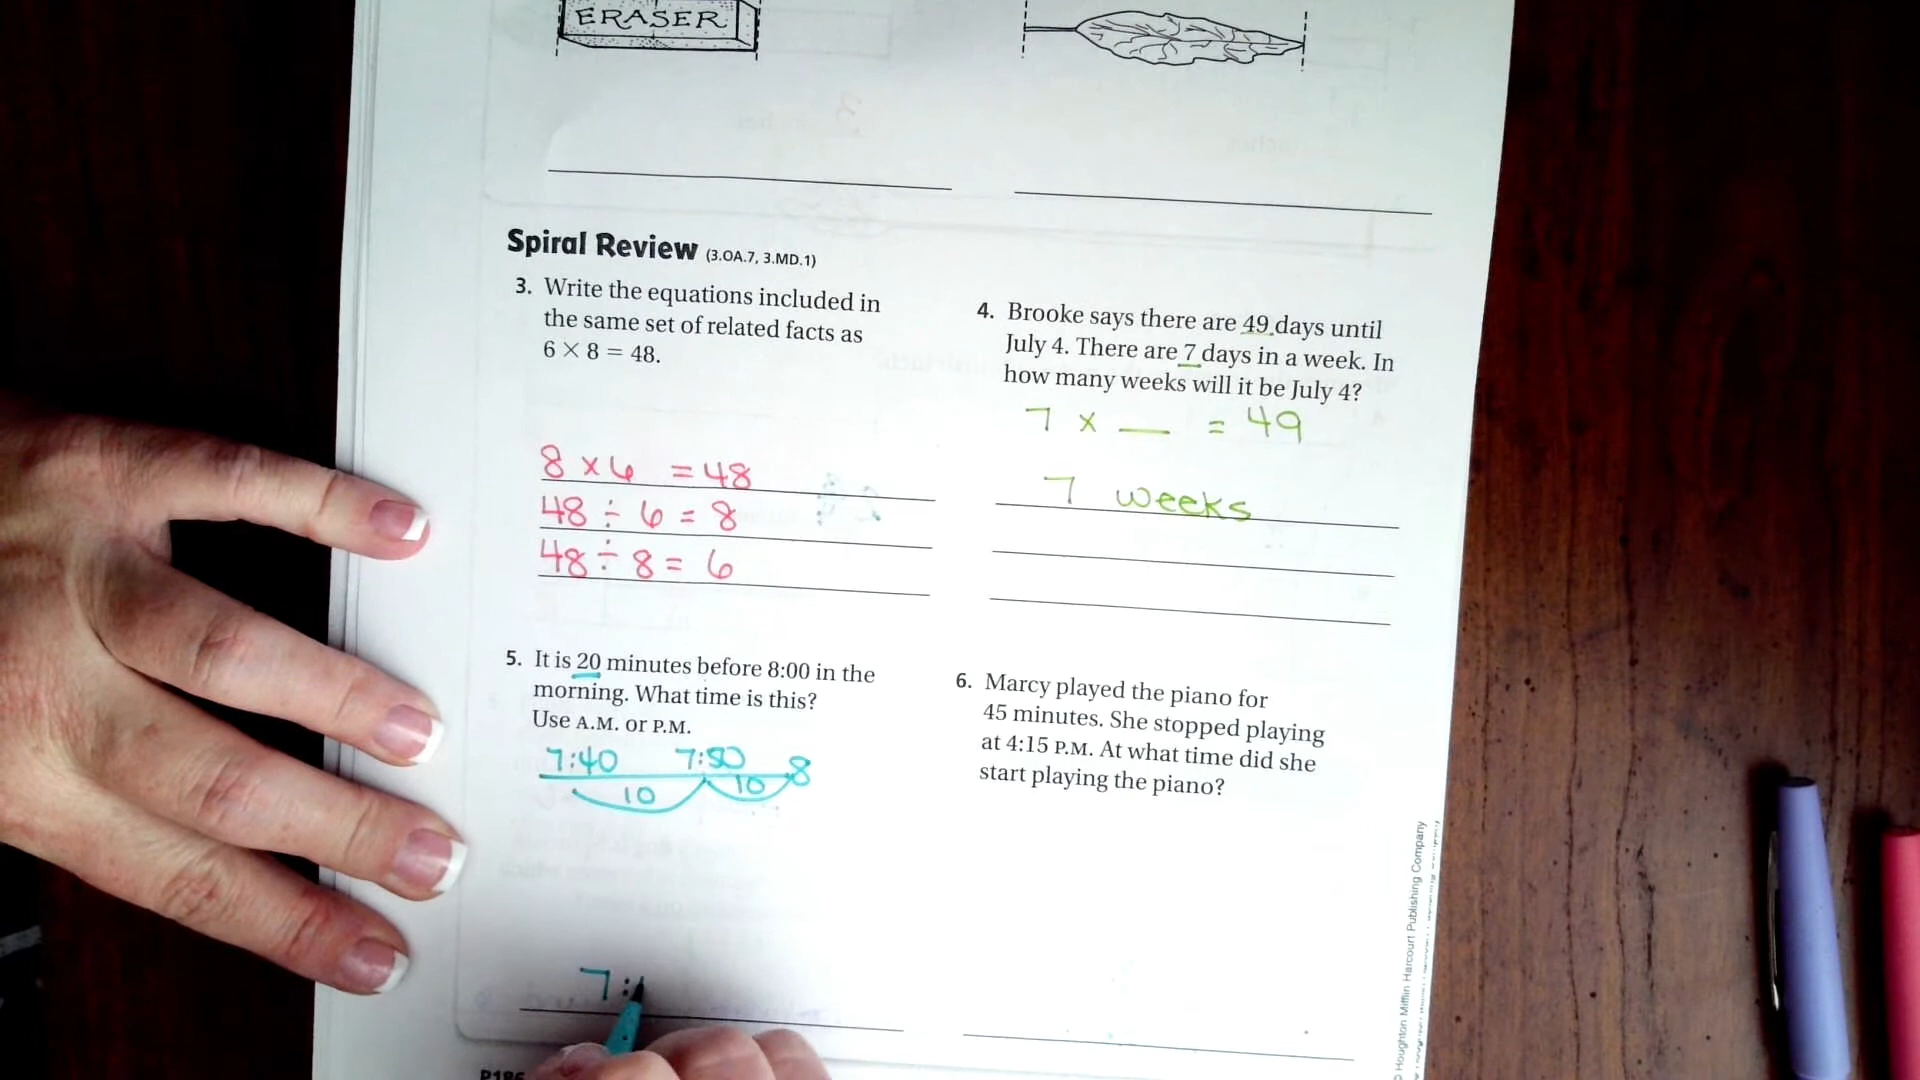 ERASER
Spiral Review (3.OA.7, 3.MD.1)
3. Write the equations included in
the same set of related facts as
6 × 8 = 48.
8 × 6 = 48
48 ÷ 6 = 8
48 ÷ 8 = 6
4. Brooke says there are 49 days until
July 4. There are 7 days in a week. In
how many weeks will it be July 4?
7 × __ = 49
7 weeks
5. It is 20 minutes before 8:00 in the
morning. What time is this?
Use A.M. or P.M.
7:40 7:50 8
10 10
7:
6. Marcy played the piano for
45 minutes. She stopped playing
at 4:15 P.M. At what time did she
start playing the piano?
© Houghton Mifflin Harcourt Publishing Company
P186